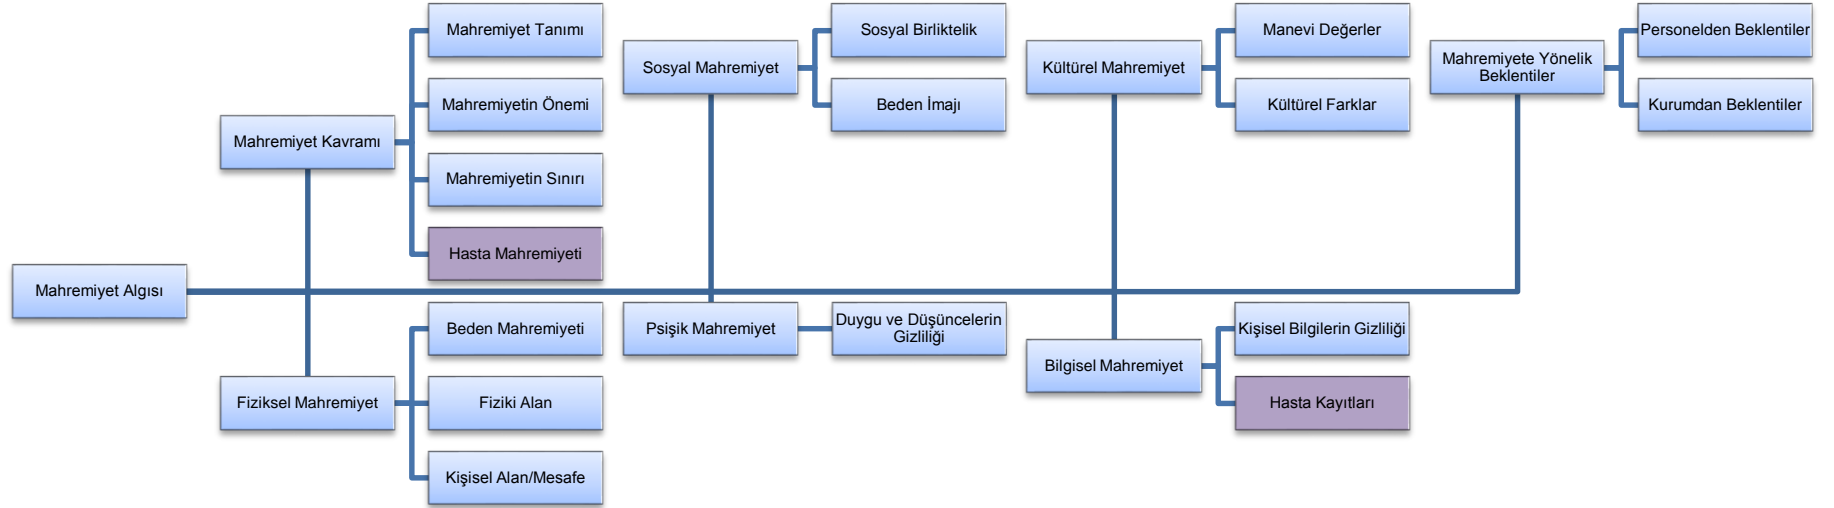 Mahremiyet Algısı
Mahremiyet Kavramı
Mahremiyet Tanımı
Mahremiyetin Önemi
Mahremiyetin Sınırı
Hasta Mahremiyeti
Fiziksel Mahremiyet
Beden Mahremiyeti
Fiziki Alan
Kişisel Alan/Mesafe
Sosyal Mahremiyet
Sosyal Birliktelik
Beden İmajı
Psişik Mahremiyet
Duygu ve Düşüncelerin
Gizliliği
Kültürel Mahremiyet
Manevi Değerler
Kültürel Farklar
Bilgisel Mahremiyet
Kişisel Bilgilerin Gizliliği
Hasta Kayıtları
Mahremiyete Yönelik
Beklentiler
Personelden Beklentiler
Kurumdan Beklentiler